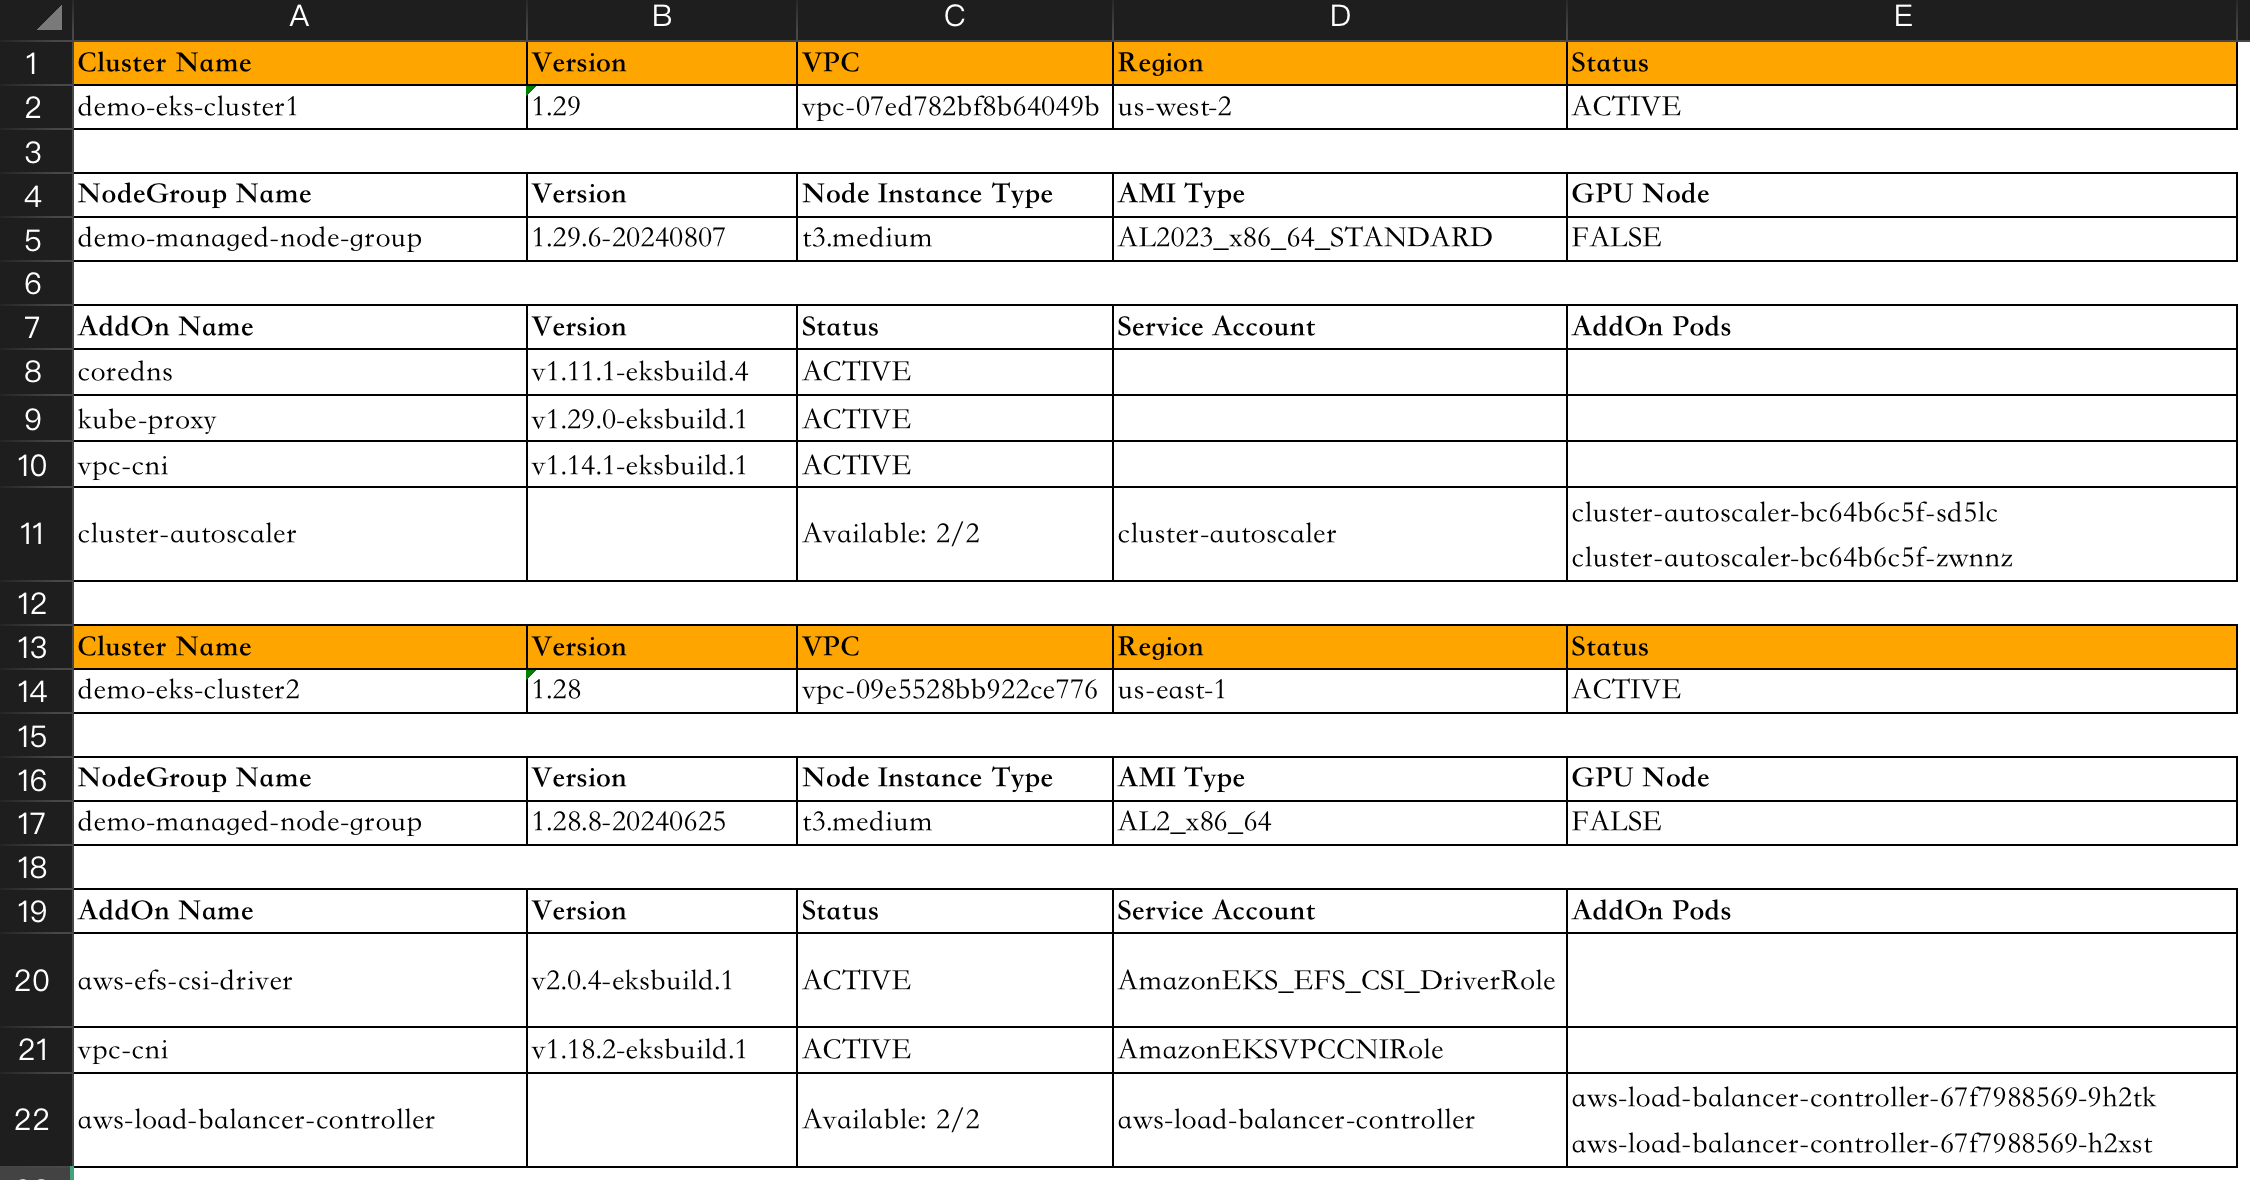 A B C D E
1 Cluster Name Version VPC Region Status
2 demo-eks-cluster1 1.29 vpc-07ed782bf8b64049b us-west-2 ACTIVE
3
4 NodeGroup Name Version Node Instance Type AMI Type GPU Node
5 demo-managed-node-group 1.29.6-20240807 t3.medium AL2023_x86_64_STANDARD FALSE
6
7 AddOn Name Version Status Service Account AddOn Pods
8 coredns v1.11.1-eksbuild.4 ACTIVE
9 kube-proxy v1.29.0-eksbuild.1 ACTIVE
10 vpc-cni v1.14.1-eksbuild.1 ACTIVE
11 cluster-autoscaler Available: 2/2 cluster-autoscaler cluster-autoscaler-bc64b6c5f-sd5lc
cluster-autoscaler-bc64b6c5f-zwnnz
12
13 Cluster Name Version VPC Region Status
14 demo-eks-cluster2 1.28 vpc-09e5528bb922ce776 us-east-1 ACTIVE
15
16 NodeGroup Name Version Node Instance Type AMI Type GPU Node
17 demo-managed-node-group 1.28.8-20240625 t3.medium AL2_x86_64 FALSE
18
19 AddOn Name Version Status Service Account AddOn Pods
20 aws-efs-csi-driver v2.0.4-eksbuild.1 ACTIVE AmazonEKS_EFS_CSI_DriverRole
21 vpc-cni v1.18.2-eksbuild.1 ACTIVE AmazonEKSVPCCNIRole
22 aws-load-balancer-controller Available: 2/2 aws-load-balancer-controller aws-load-balancer-controller-67f7988569-9h2tk
aws-load-balancer-controller-67f7988569-h2xst